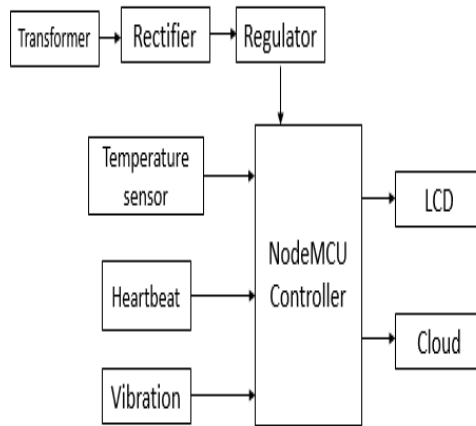 Transformer
Rectifier
Regulator
Temperature
sensor
NodeMCU
Controller
LCD
Heartbeat
Cloud
Vibration